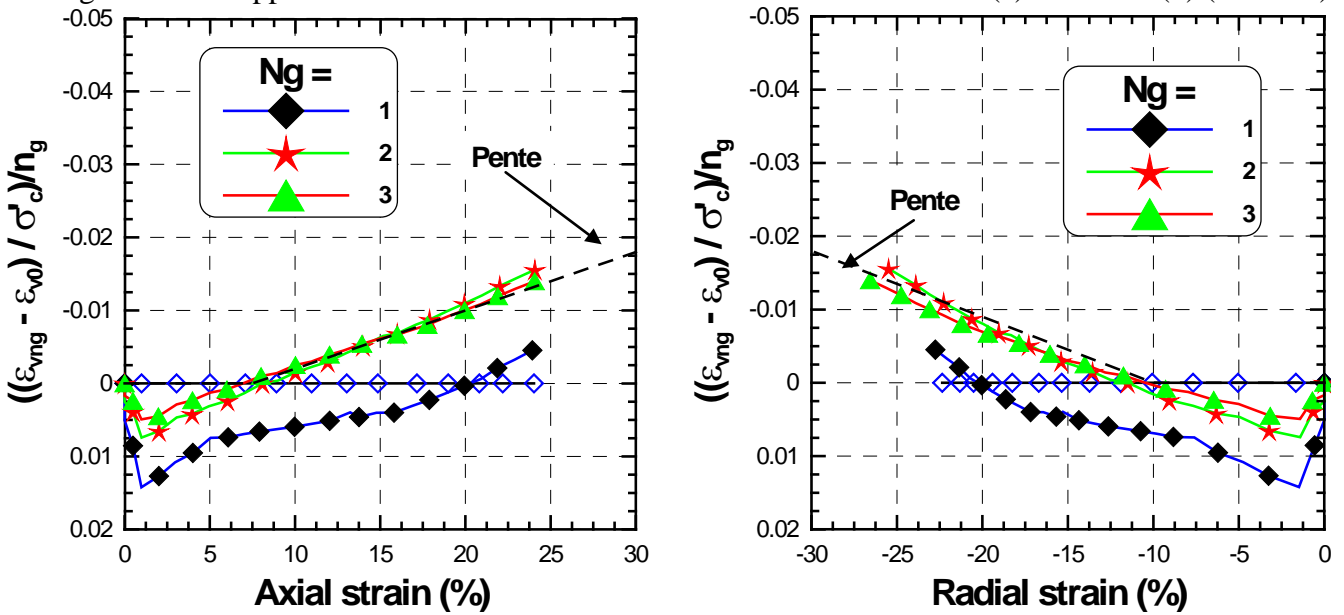 -0.05
-0.04
-0.03
-0.02
-0.01
0
0.01
0.02
((εvng - εv0) / σ'c)/ng
Ng =
1
2
3
Pente
0 5 10 15 20 25 30
Axial strain (%)
-0.05
-0.04
-0.03
-0.02
-0.01
0
0.01
0.02
((εvng - εv0) / σ'c)/ng
Ng =
1
2
3
Pente
-30 -25 -20 -15 -10 -5 0
Radial strain (%)